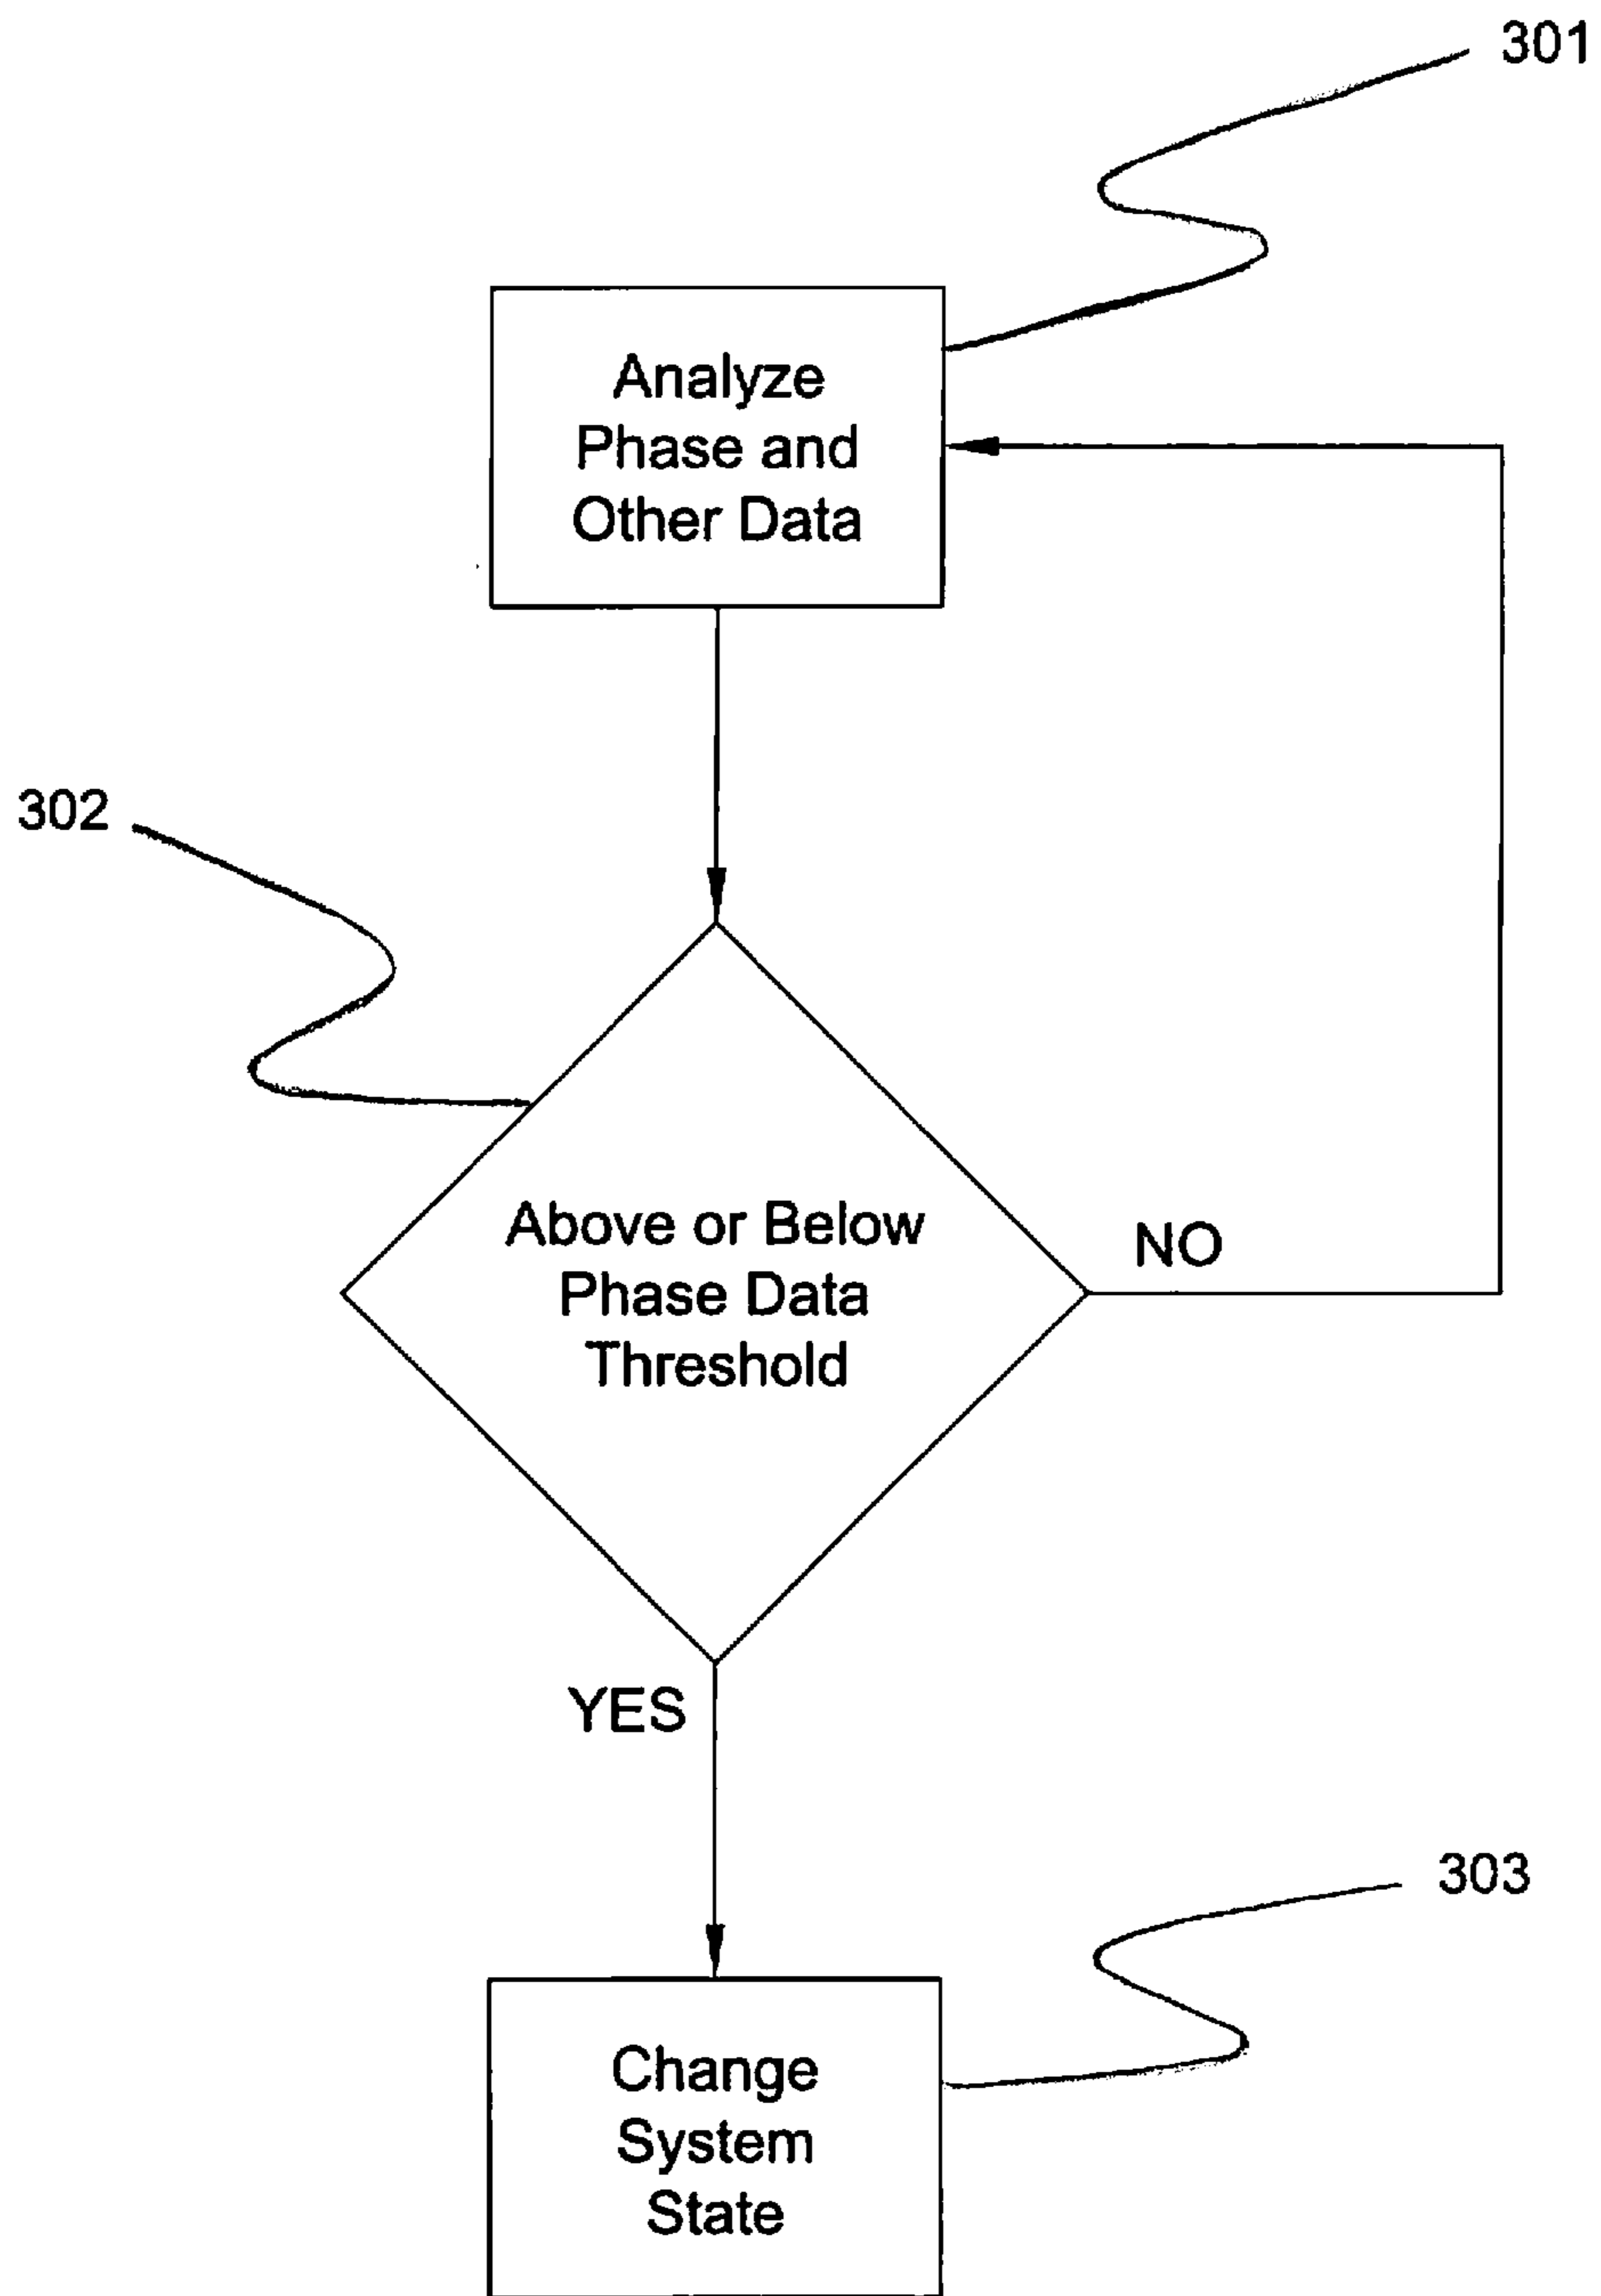 301
Analyze
Phase and
Other Data
302
Above or Below
Phase Data
Threshold
NO
YES
303
Change
System
State